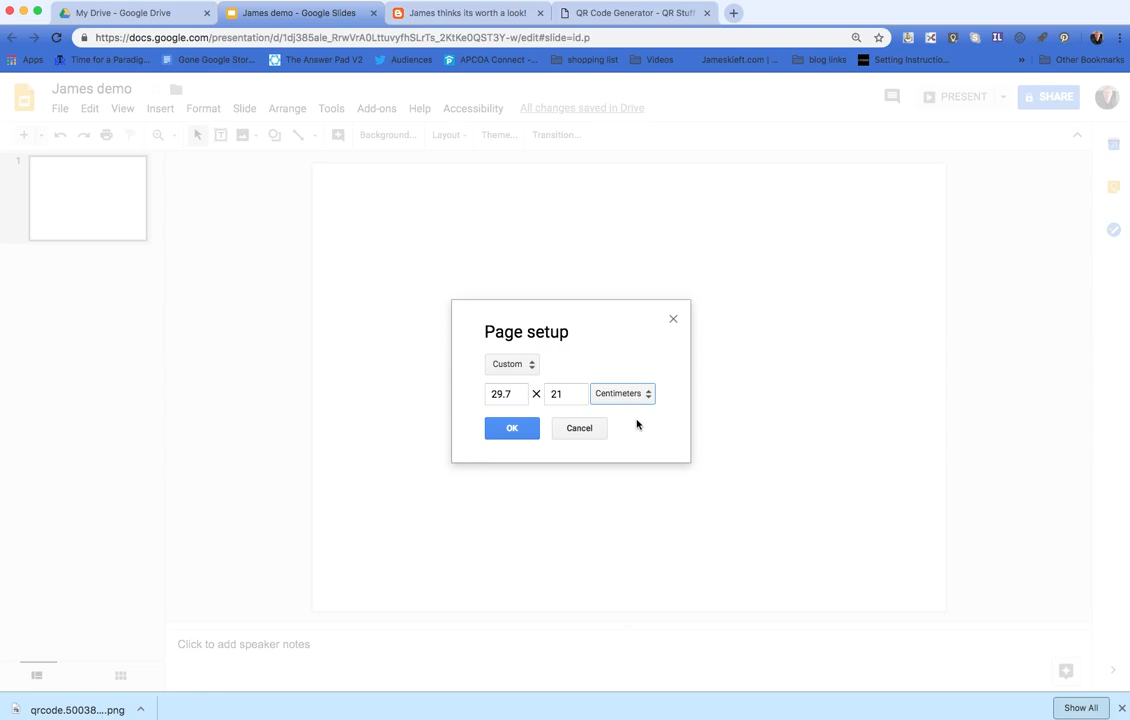 My Drive - Google Drive
James demo - Google Slides
James thinks its worth a look!
QR Code Generator - QR Stuff
https://docs.google.com/presentation/d/1dj385ale_RrwVrA0LttuvyfhSLrTs_2KtKe0QST3Y-w/edit#slide=id.p
Apps
Time for a Paradig...
Gone Google Stor...
The Answer Pad V2
Audiences
APCOA Connect -...
shopping list
Videos
Jameskieft.com | ...
blog links
Setting Instructio...
»
Other Bookmarks
James demo
File Edit View Insert Format Slide Arrange Tools Add-ons Help Accessibility All changes saved in Drive
PRESENT
SHARE
Background... Layout Theme... Transition...
1
Page setup
Custom
29.7 × 21 Centimeters
OK Cancel
Click to add speaker notes
qrcode.50038....png
Show All